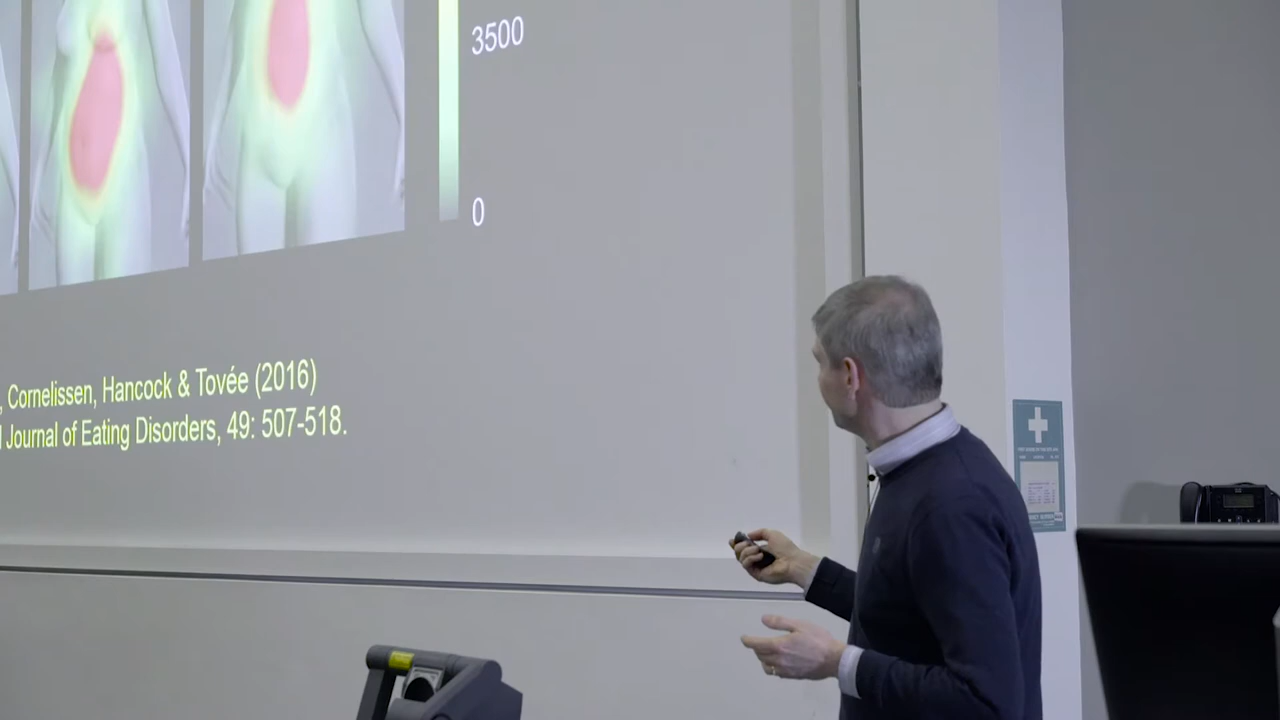 3500
0
, Cornelissen, Hancock & Tovée (2016)
l Journal of Eating Disorders, 49: 507-518.